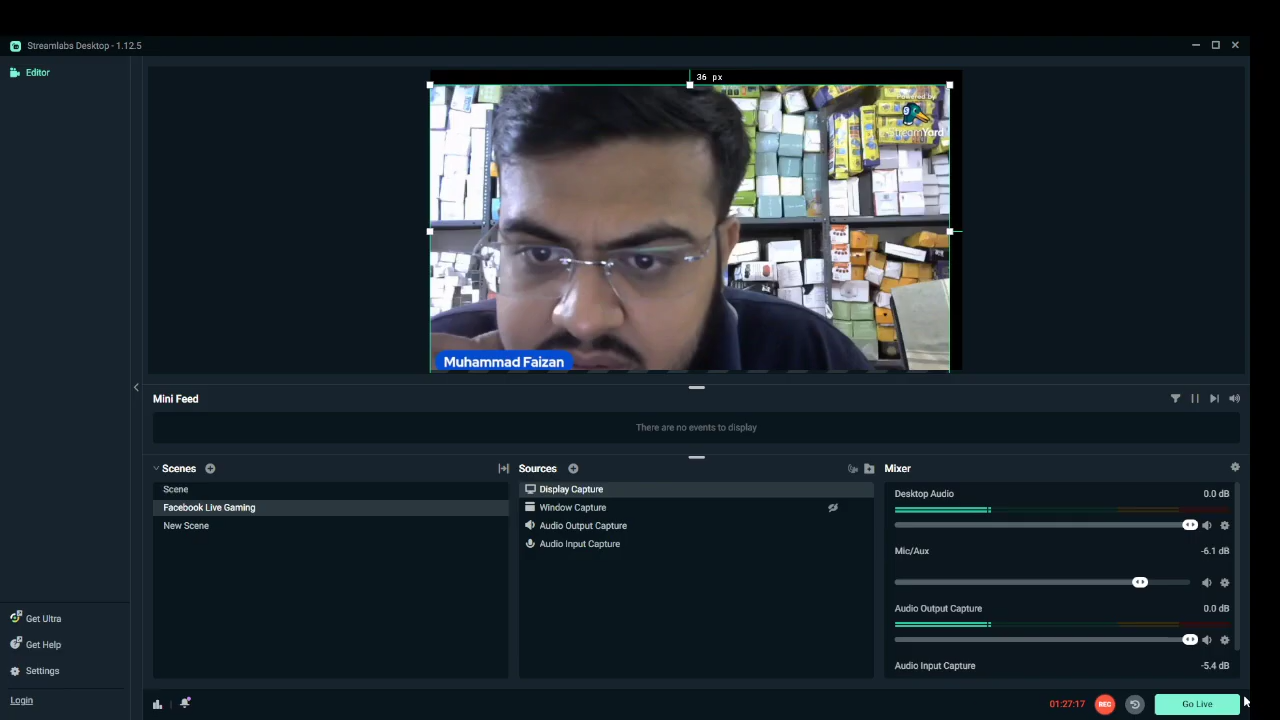 Streamlabs Desktop - 1.12.5
Editor
36 px
Powered by
StreamYard
Muhammad Faizan
Mini Feed
There are no events to display
Scenes
Scene
Facebook Live Gaming
New Scene
Sources
Display Capture
Window Capture
Audio Output Capture
Audio Input Capture
Mixer
Desktop Audio 0.0 dB
Mic/Aux -6.1 dB
Audio Output Capture 0.0 dB
Audio Input Capture -5.4 dB
Get Ultra
Get Help
Settings
Login
01:27:17
REC
Go Live